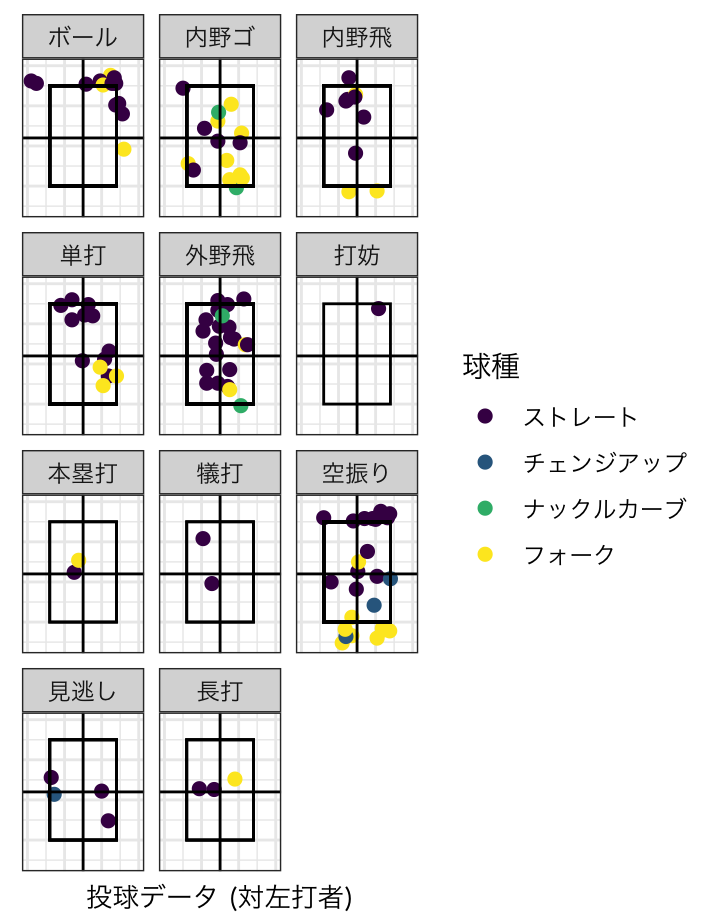 ボール 内野ゴ 内野飛
単打 外野飛 打妨
本塁打 犠打 空振り
見逃し 長打
球種
ストレート
チェンジアップ
ナックルカーブ
フォーク
投球データ (対左打者)